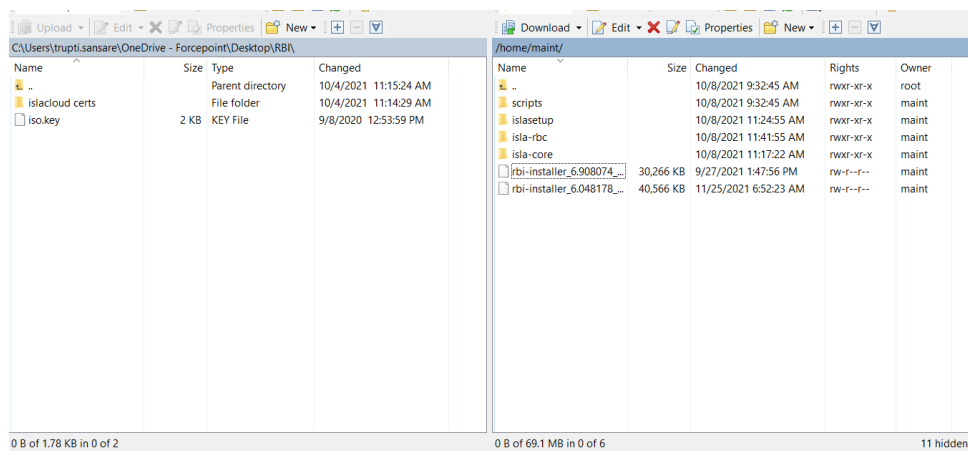 Upload Edit Properties New
Download Edit Properties New
C:\Users\trupti.sansare\OneDrive - Forcepoint\Desktop\RBI\
/home/maint/
Name Size Type Changed
.. Parent directory 10/4/2021 11:15:24 AM
islacloud certs File folder 10/4/2021 11:14:29 AM
iso.key 2 KB KEY File 9/8/2020 12:53:59 PM
Name Size Changed Rights Owner
.. 10/8/2021 9:32:45 AM rwxr-xr-x root
scripts 10/8/2021 9:32:45 AM rwxr-xr-x maint
islasetup 10/8/2021 11:24:55 AM rwxr-xr-x maint
isla-rbc 10/8/2021 11:41:55 AM rwxr-xr-x maint
isla-core 10/8/2021 11:17:22 AM rwxr-xr-x maint
rbi-installer_6.908074_... 30,266 KB 9/27/2021 1:47:56 PM rw-r--r-- maint
rbi-installer_6.048178_... 40,566 KB 11/25/2021 6:52:23 AM rw-r--r-- maint
0 B of 1.78 KB in 0 of 2
0 B of 69.1 MB in 0 of 6 11 hidden